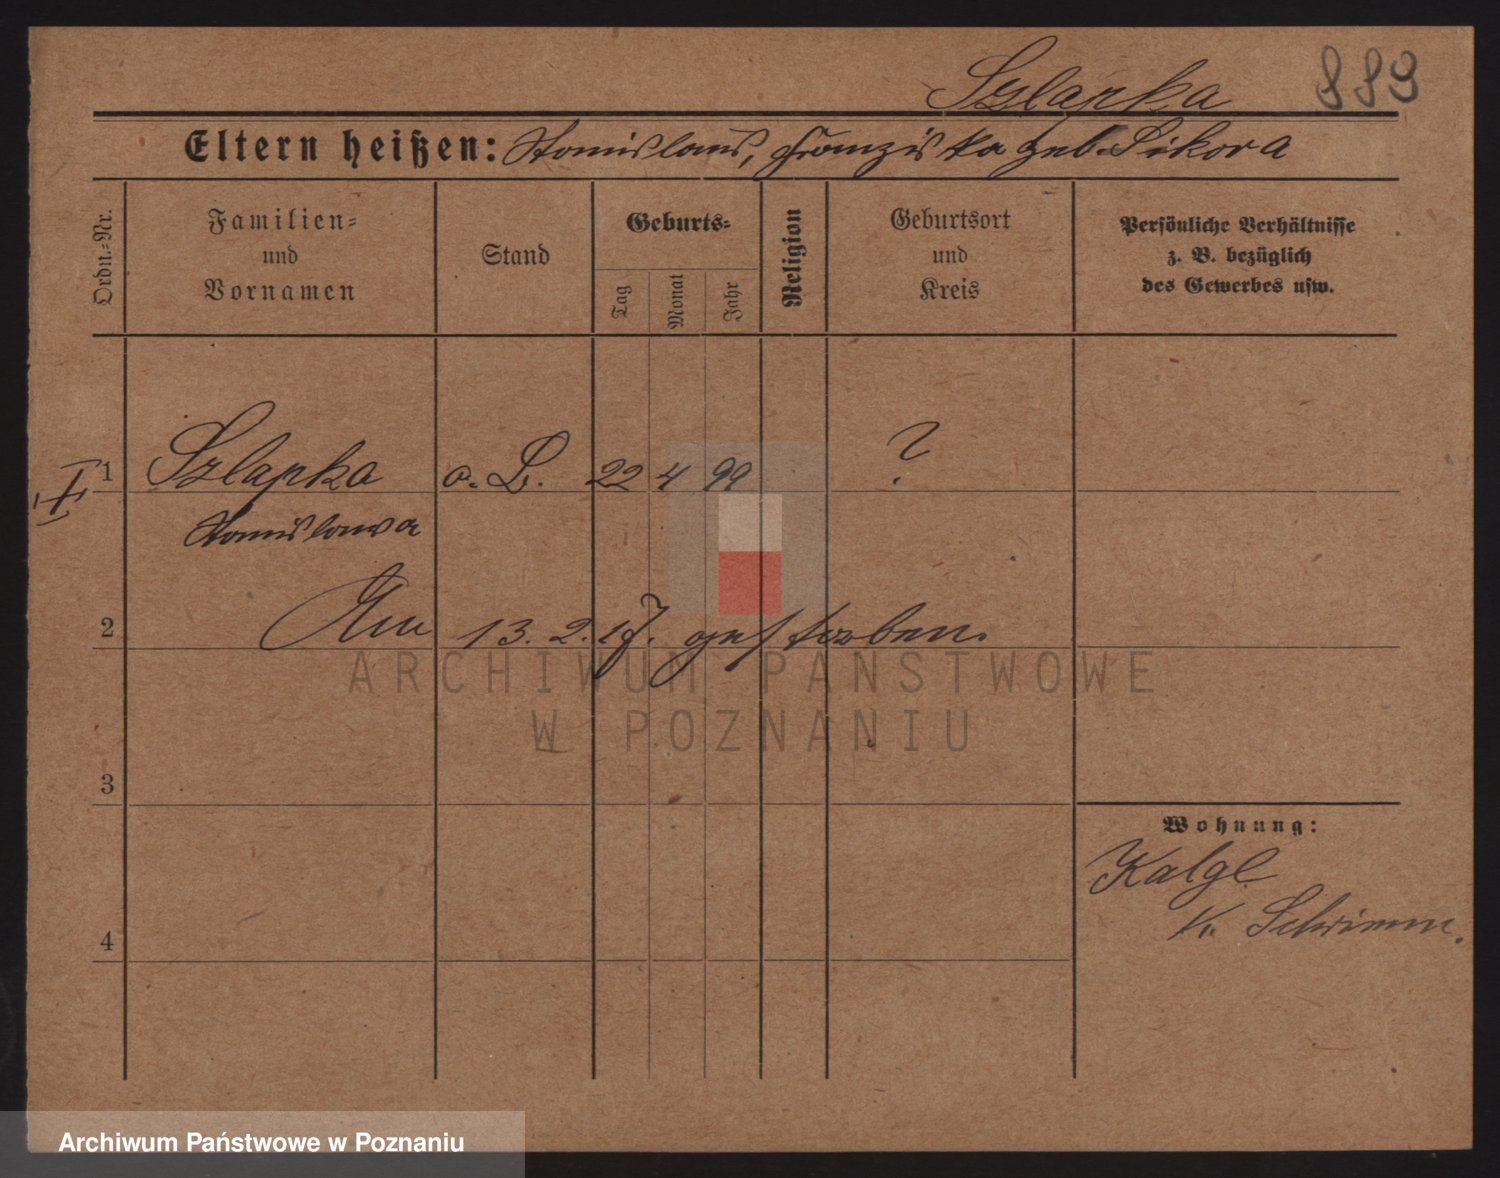 Szlapka 889
Eltern heißen: Stanislaus, Franziska geb. Sikora
Ordn.=Nr.
Familien=
und
Vornamen
Stand
Geburts=
Tag
Monat
Jahr
Religion
Geburtsort
und
Kreis
Persönliche Verhältnisse
z. B. bezüglich
des Gewerbes usw.
1 Szlapka o. B. 22 4 99 ?
Stanislawa
2 Am 13. 2. 17. gestorben.
ARCHIWUM PAŃSTWOWE
W POZNANIU
3
Wohnung:
Kalgl
K. Schrimm.
4
Archiwum Państwowe w Poznaniu